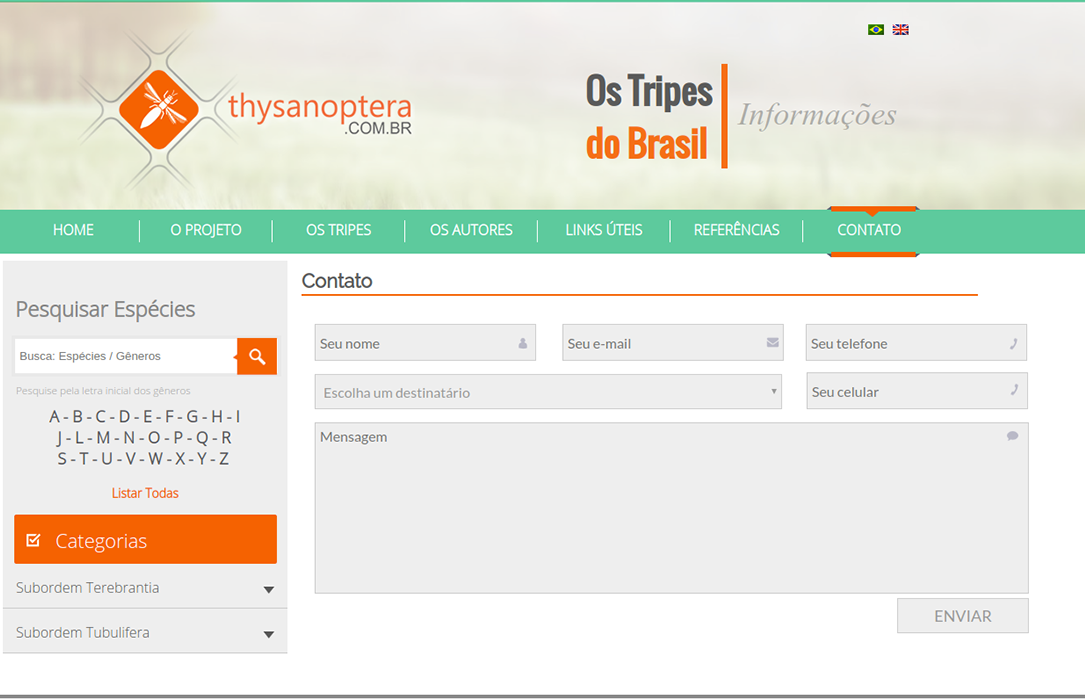 thysanoptera
.COM.BR
Os Tripes
do Brasil
Informações
HOME
O PROJETO
OS TRIPES
OS AUTORES
LINKS ÚTEIS
REFERÊNCIAS
CONTATO
Pesquisar Espécies
Busca: Espécies / Gêneros
Pesquise pela letra inicial dos gêneros
A - B - C - D - E - F - G - H - I
J - L - M - N - O - P - Q - R
S - T - U - V - W - X - Y - Z
Listar Todas
Categorias
Subordem Terebrantia
Subordem Tubulifera
Contato
Seu nome
Seu e-mail
Seu telefone
Escolha um destinatário
Seu celular
Mensagem
ENVIAR